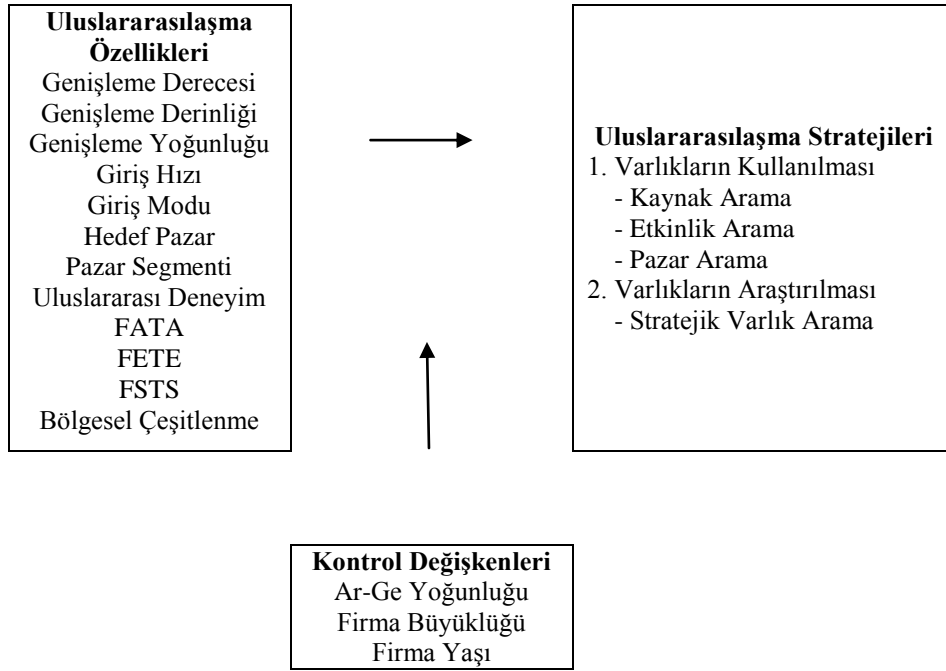 Uluslararasılaşma
Özellikleri
Genişleme Derecesi
Genişleme Derinliği
Genişleme Yoğunluğu
Giriş Hızı
Giriş Modu
Hedef Pazar
Pazar Segmenti
Uluslararası Deneyim
FATA
FETE
FSTS
Bölgesel Çeşitlenme
Uluslararasılaşma Stratejileri
1. Varlıkların Kullanılması
- Kaynak Arama
- Etkinlik Arama
- Pazar Arama
2. Varlıkların Araştırılması
- Stratejik Varlık Arama
Kontrol Değişkenleri
Ar-Ge Yoğunluğu
Firma Büyüklüğü
Firma Yaşı